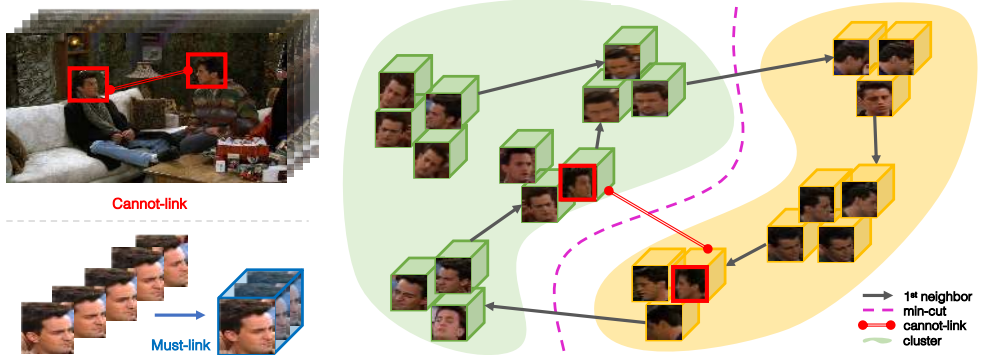 Cannot-link
Must-link
1st neighbor
min-cut
cannot-link
cluster